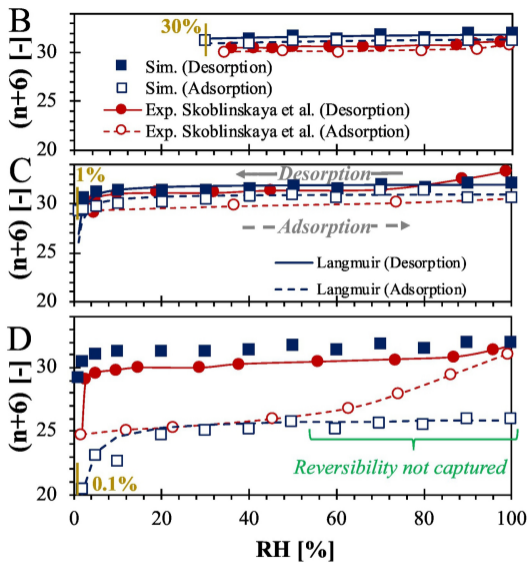 B
30%
(n+6) [-]
30
25
20
Sim. (Desorption)
Sim. (Adsorption)
Exp. Skoblinskaya et al. (Desorption)
Exp. Skoblinskaya et al. (Adsorption)
C
1%
(n+6) [-]
30
25
20
Desorption
Adsorption
Langmuir (Desorption)
Langmuir (Adsorption)
D
(n+6) [-]
30
25
20
0.1%
Reversibility not captured
0 20 40 60 80 100
RH [%]